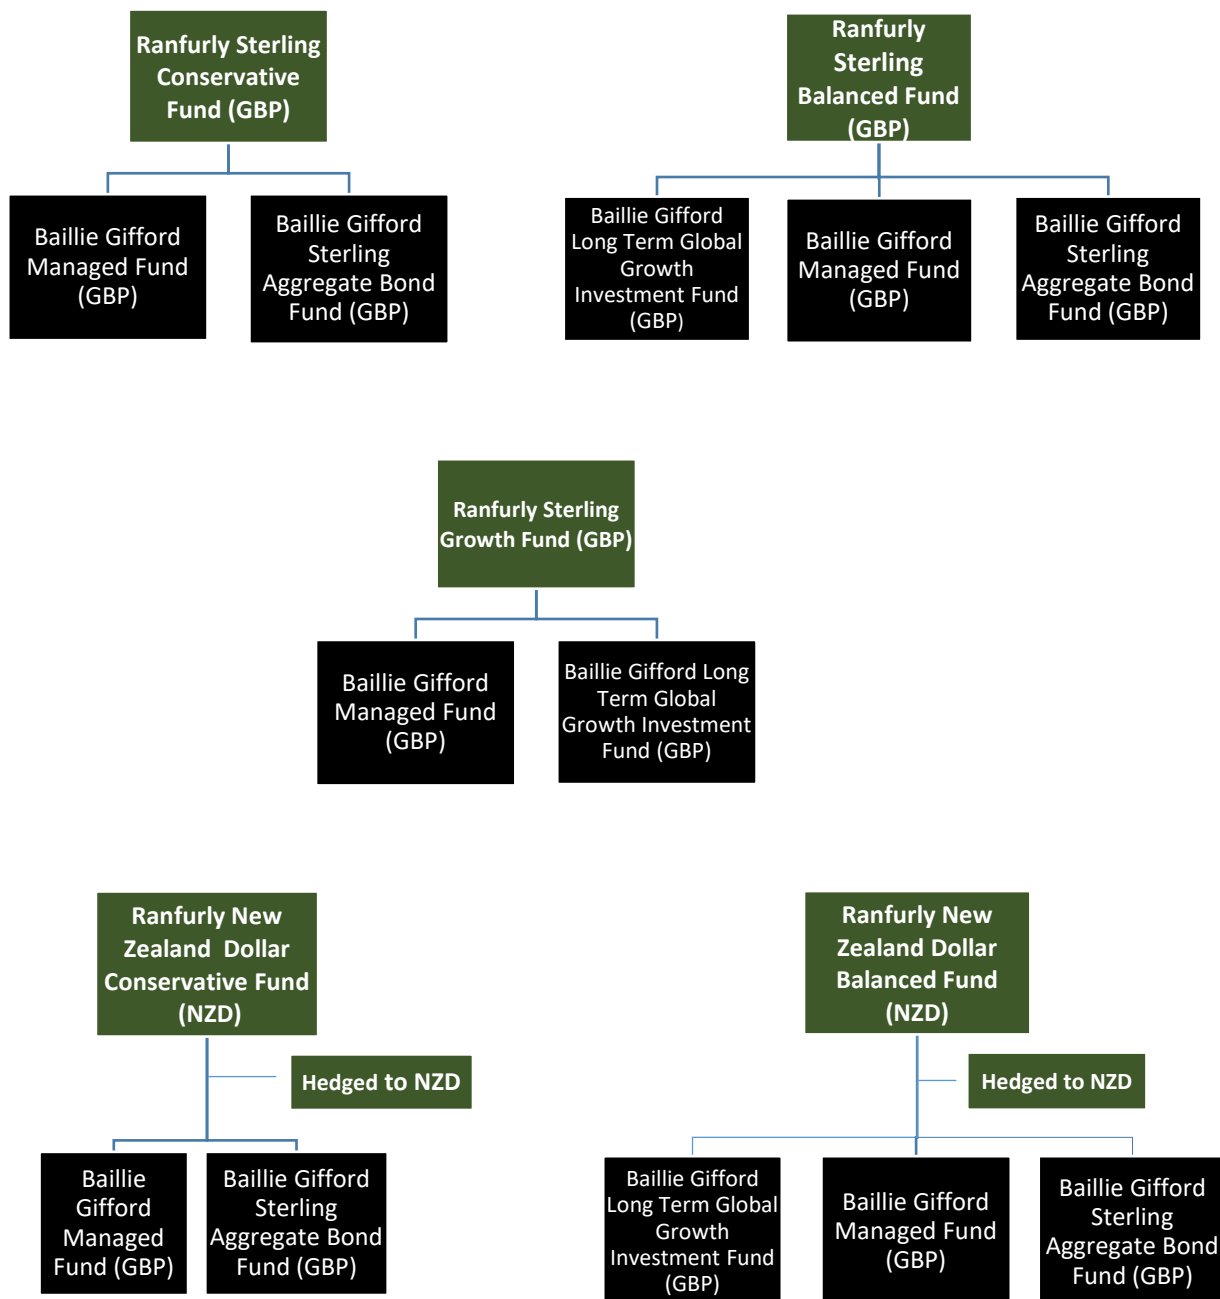 Ranfurly Sterling
Conservative
Fund (GBP)
Baillie Gifford
Managed Fund
(GBP)
Baillie Gifford
Sterling
Aggregate Bond
Fund (GBP)
Ranfurly
Sterling
Balanced Fund
(GBP)
Baillie Gifford
Long Term Global
Growth
Investment Fund
(GBP)
Baillie Gifford
Managed Fund
(GBP)
Baillie Gifford
Sterling
Aggregate Bond
Fund (GBP)
Ranfurly Sterling
Growth Fund (GBP)
Baillie Gifford
Managed Fund
(GBP)
Baillie Gifford Long
Term Global
Growth Investment
Fund (GBP)
Ranfurly New
Zealand Dollar
Conservative Fund
(NZD)
Hedged to NZD
Baillie
Gifford
Managed
Fund (GBP)
Baillie Gifford
Sterling
Aggregate Bond
Fund (GBP)
Ranfurly New
Zealand Dollar
Balanced Fund
(NZD)
Hedged to NZD
Baillie Gifford
Long Term Global
Growth
Investment Fund
(GBP)
Baillie Gifford
Managed Fund
(GBP)
Baillie Gifford
Sterling
Aggregate Bond
Fund (GBP)